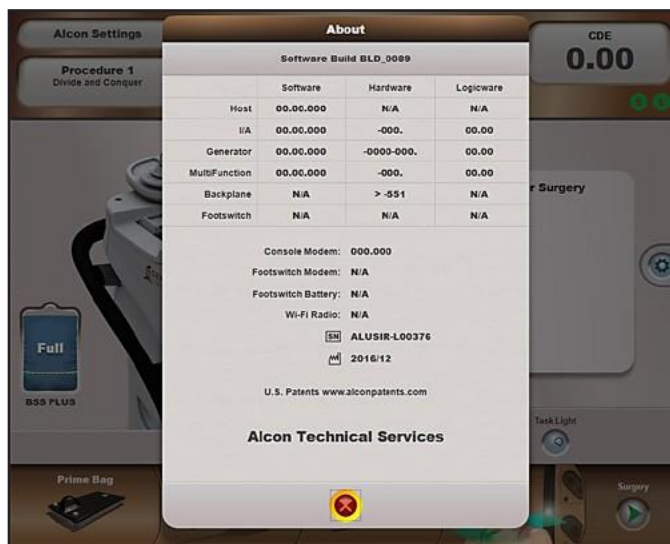 Alcon Settings
Procedure 1
Divide and Conquer
About
Software Build BLD_0089
Software Hardware Logicware
Host 00.00.000 N/A N/A
I/A 00.00.000 -000. 00.00
Generator 00.00.000 -0000-000. 00.00
MultiFunction 00.00.000 -000. 00.00
Backplane N/A > -551 N/A
Footswitch N/A N/A N/A
Console Modem: 000.000
Footswitch Modem: N/A
Footswitch Battery: N/A
Wi-Fi Radio: N/A
SN ALUSIR-L00376
2016/12
U.S. Patents www.alconpatents.com
Alcon Technical Services
CDE
0.00
r Surgery
Full
BSS PLUS
Task Light
Prime Bag
Surgery